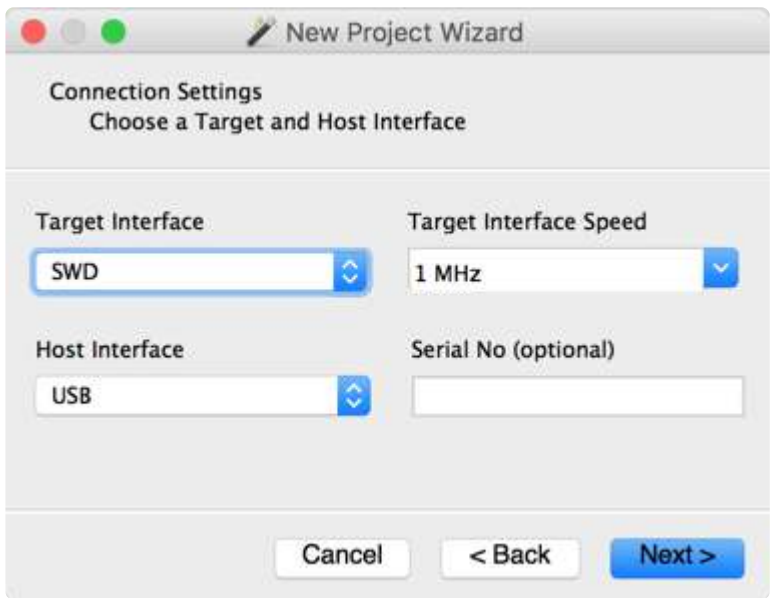 New Project Wizard
Connection Settings
Choose a Target and Host Interface
Target Interface
Target Interface Speed
SWD
1 MHz
Host Interface
Serial No (optional)
USB
Cancel
< Back
Next >